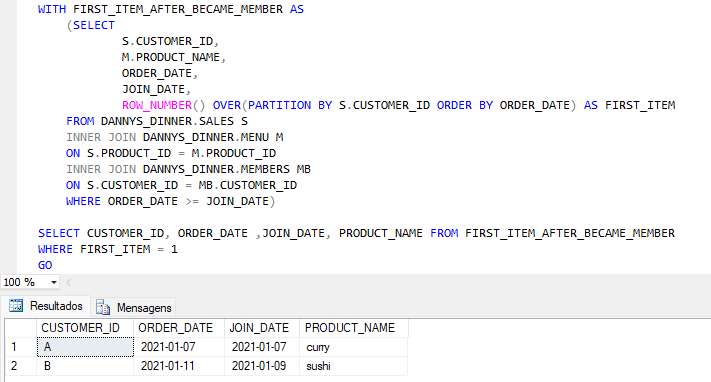 WITH FIRST_ITEM_AFTER_BECAME_MEMBER AS
(SELECT
S.CUSTOMER_ID,
M.PRODUCT_NAME,
ORDER_DATE,
JOIN_DATE,
ROW_NUMBER() OVER(PARTITION BY S.CUSTOMER_ID ORDER BY ORDER_DATE) AS FIRST_ITEM
FROM DANNYS_DINNER.SALES S
INNER JOIN DANNYS_DINNER.MENU M
ON S.PRODUCT_ID = M.PRODUCT_ID
INNER JOIN DANNYS_DINNER.MEMBERS MB
ON S.CUSTOMER_ID = MB.CUSTOMER_ID
WHERE ORDER_DATE >= JOIN_DATE)
SELECT CUSTOMER_ID, ORDER_DATE ,JOIN_DATE, PRODUCT_NAME FROM FIRST_ITEM_AFTER_BECAME_MEMBER
WHERE FIRST_ITEM = 1
GO
100 %
Resultados Mensagens
CUSTOMER_ID ORDER_DATE JOIN_DATE PRODUCT_NAME
1 A 2021-01-07 2021-01-07 curry
2 B 2021-01-11 2021-01-09 sushi